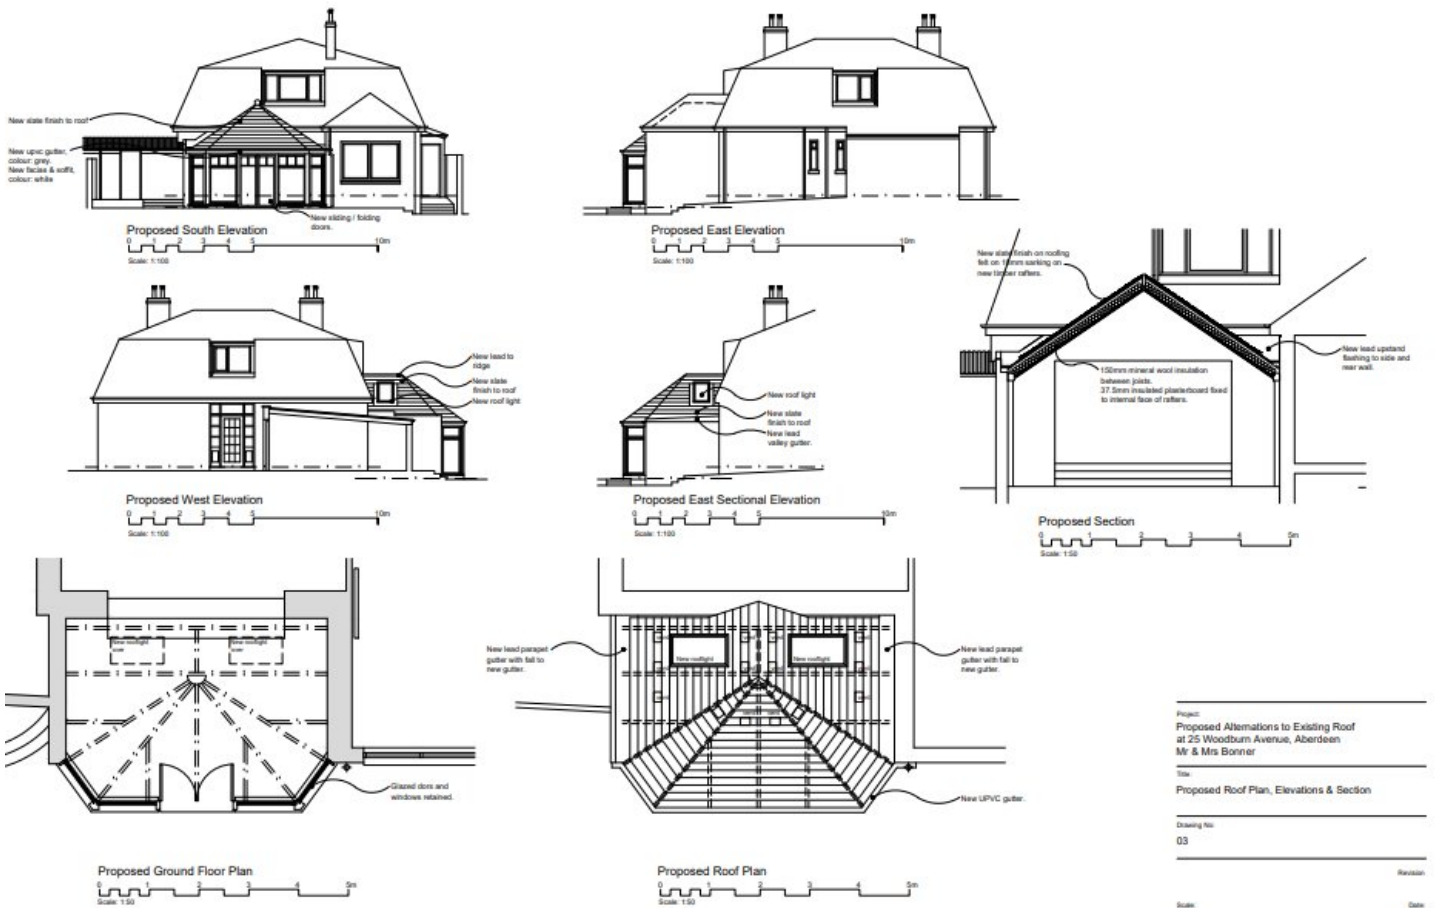 New slate finish to roof
New upvc gutter,
colour: grey.
New facise & soffit,
colour: white
New sliding / folding
doors.
Proposed South Elevation
0 1 2 3 4 5 10m
Scale: 1:100
Proposed East Elevation
0 1 2 3 4 5 10m
Scale: 1:100
New slate finish on roofing
felt on 18mm sarking on
new timber rafters.
New lead upstand
flashing to side and
rear wall.
150mm mineral wool insulation
between joists.
37.5mm insulated plasterboard fixed
to internal face of rafters.
Proposed Section
0 1 2 3 4 5m
Scale: 1:50
New lead to
ridge
New slate
finish to roof
New roof light
Proposed West Elevation
0 1 2 3 4 5 10m
Scale: 1:100
New roof light
New slate
finish to roof
New lead
valley gutter.
Proposed East Sectional Elevation
0 1 2 3 4 5 10m
Scale: 1:100
New rooflight
over
New rooflight
over
Glazed dors and
windows retained.
Proposed Ground Floor Plan
0 1 2 3 4 5m
Scale: 1:50
New lead parapet
gutter with fall to
new gutter.
New rooflight
New rooflight
New lead parapet
gutter with fall to
new gutter.
New UPVC gutter.
Proposed Roof Plan
0 1 2 3 4 5m
Scale: 1:50
Project:
Proposed Alternations to Existing Roof
at 25 Woodburn Avenue, Aberdeen
Mr & Mrs Bonner
Title:
Proposed Roof Plan, Elevations & Section
Drawing No:
03
Revision:
Scale:
Date: